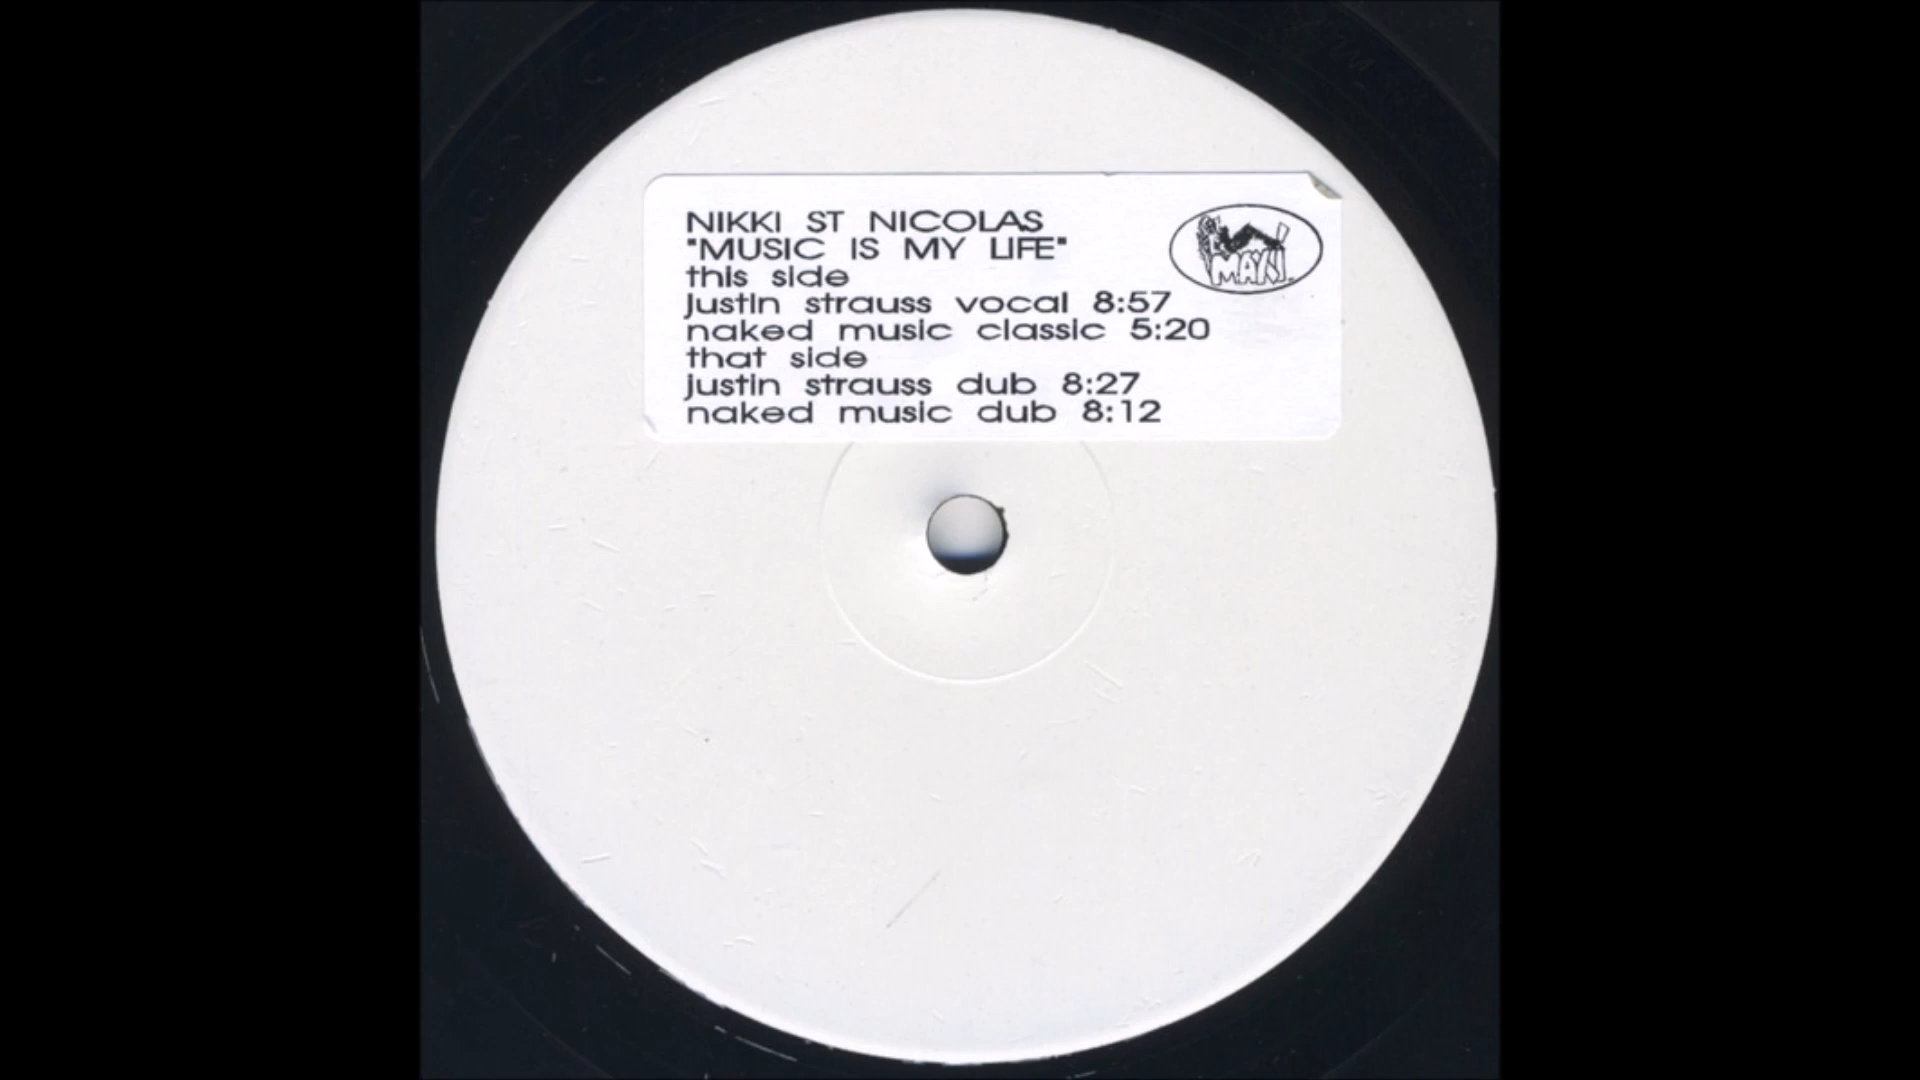 NIKKI ST NICOLAS
"MUSIC IS MY LIFE"
this side
justin strauss vocal 8:57
naked music classic 5:20
that side
justin strauss dub 8:27
naked music dub 8:12
MAXI